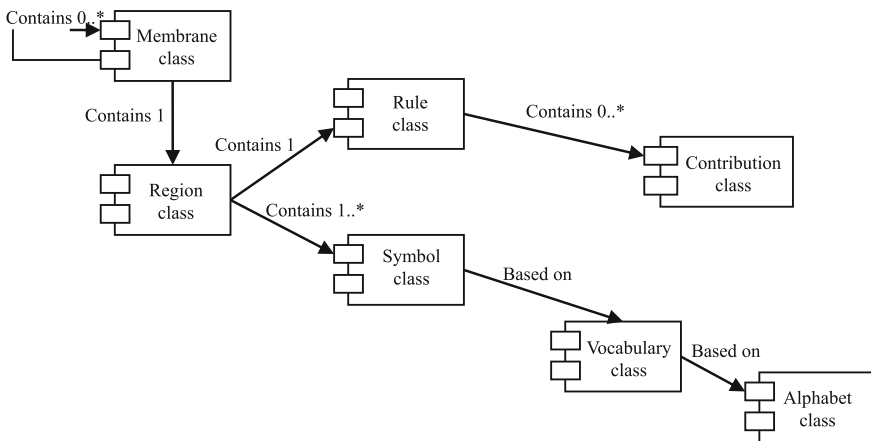 Contains 0..*
Membrane
class
Contains 1
Rule
class
Contains 0..*
Contains 1
Contribution
class
Region
class
Contains 1..*
Symbol
class
Based on
Vocabulary
class
Based on
Alphabet
class